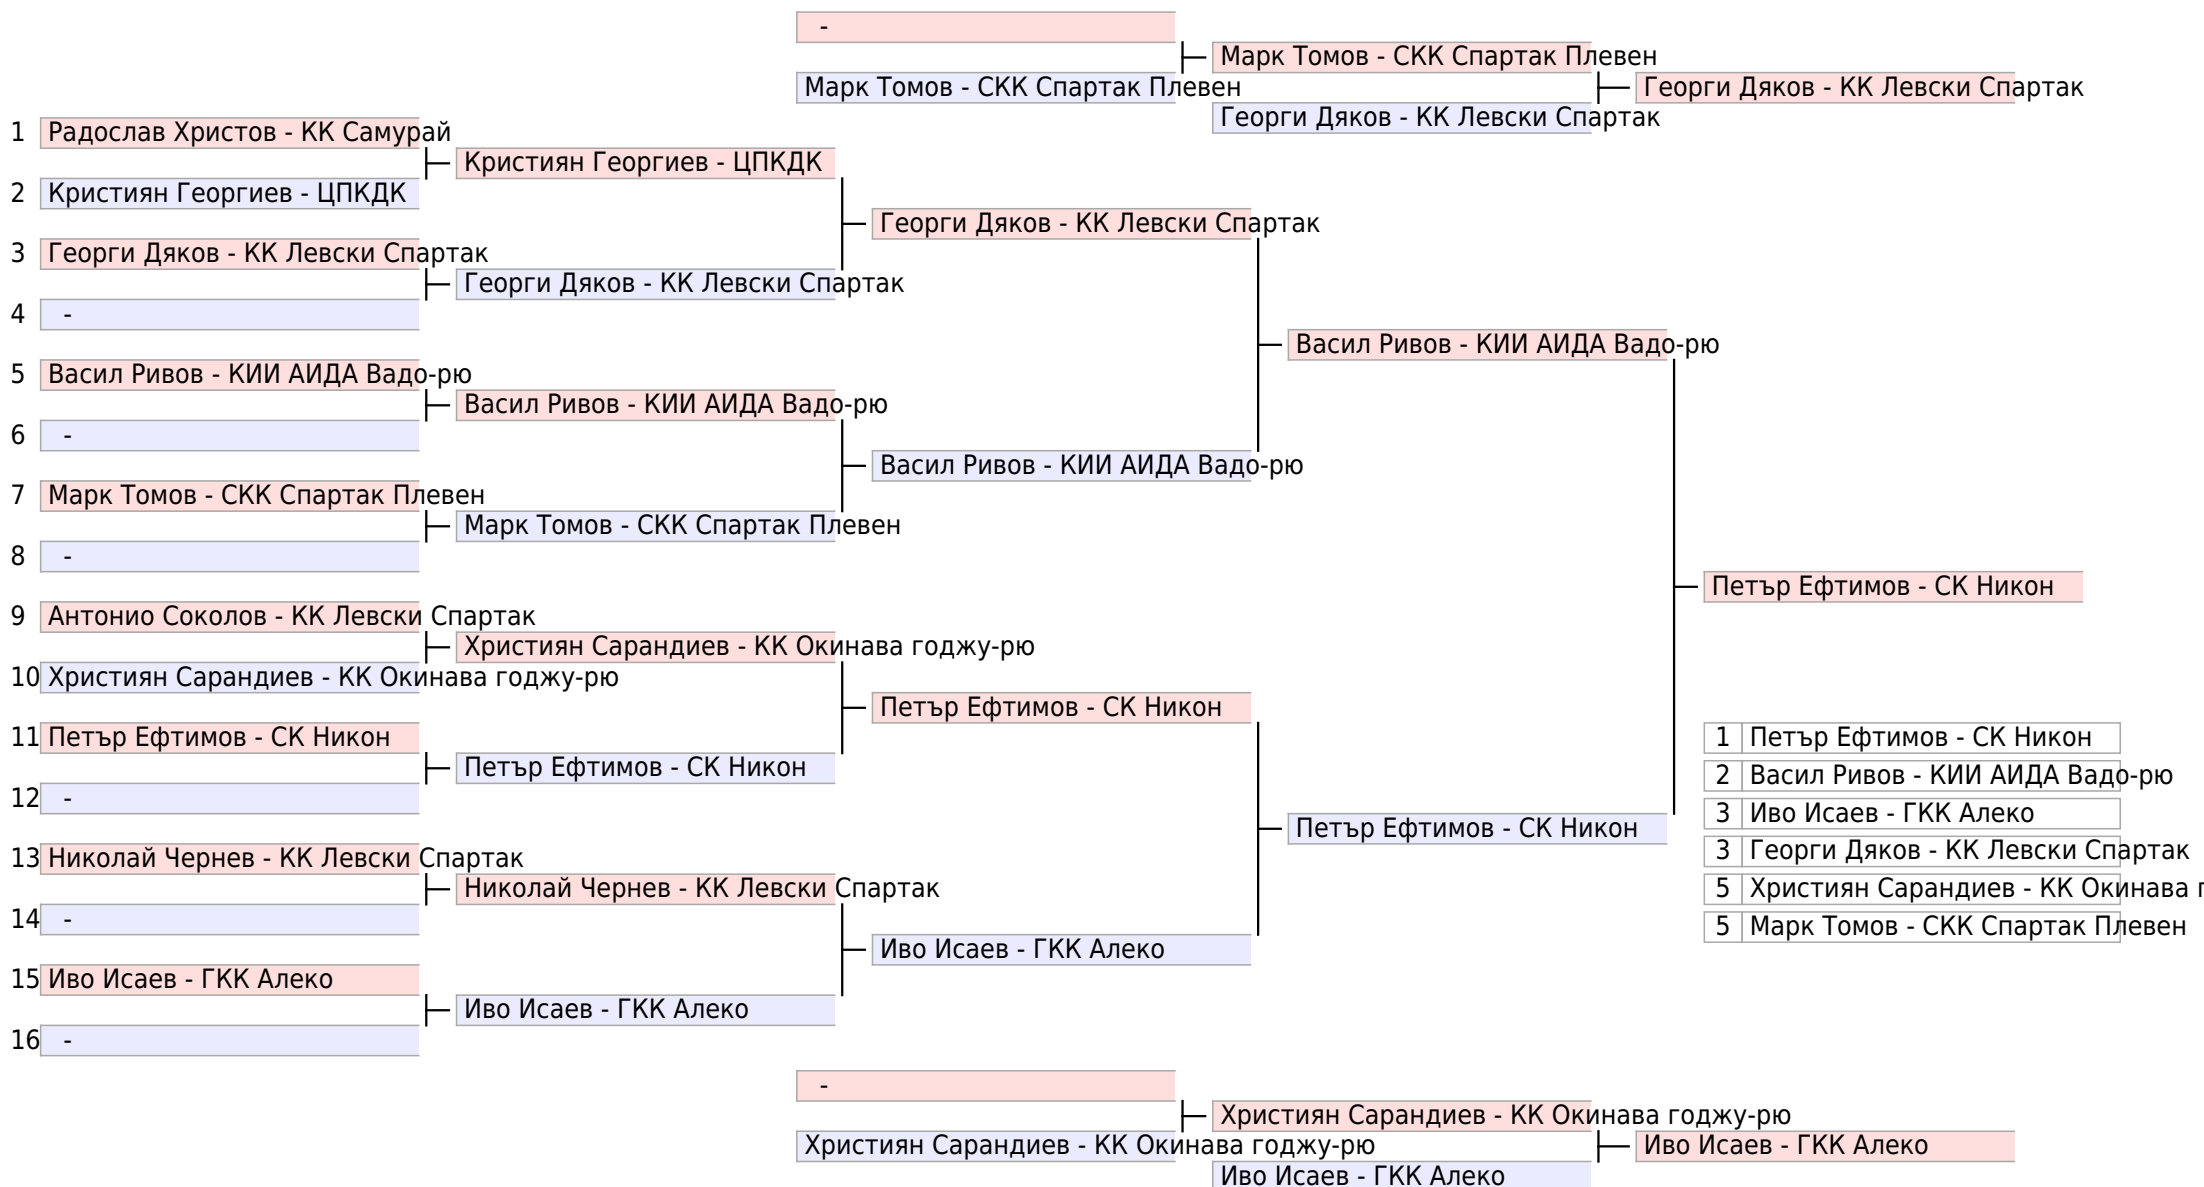 -
Марк Томов - СКК Спартак Плевен
Марк Томов - СКК Спартак Плевен
Георги Дяков - КК Левски Спартак
Георги Дяков - КК Левски Спартак
1 Радослав Христов - КК Самурай
Кристиян Георгиев - ЦПКДК
2 Кристиян Георгиев - ЦПКДК
Георги Дяков - КК Левски Спартак
3 Георги Дяков - КК Левски Спартак
Георги Дяков - КК Левски Спартак
4 -
Васил Ривов - КИИ АИДА Вадо-рю
5 Васил Ривов - КИИ АИДА Вадо-рю
Васил Ривов - КИИ АИДА Вадо-рю
6 -
Васил Ривов - КИИ АИДА Вадо-рю
7 Марк Томов - СКК Спартак Плевен
Марк Томов - СКК Спартак Плевен
8 -
Петър Ефтимов - СК Никон
9 Антонио Соколов - КК Левски Спартак
Християн Сарандиев - КК Окинава годжу-рю
10 Християн Сарандиев - КК Окинава годжу-рю
Петър Ефтимов - СК Никон
11 Петър Ефтимов - СК Никон
1 Петър Ефтимов - СК Никон
Петър Ефтимов - СК Никон
2 Васил Ривов - КИИ АИДА Вадо-рю
12 -
3 Иво Исаев - ГКК Алеко
Петър Ефтимов - СК Никон
3 Георги Дяков - КК Левски Спартак
13 Николай Чернев - КК Левски Спартак
Николай Чернев - КК Левски Спартак
5 Християн Сарандиев - КК Окинава
14 -
5 Марк Томов - СКК Спартак Плевен
Иво Исаев - ГКК Алеко
15 Иво Исаев - ГКК Алеко
Иво Исаев - ГКК Алеко
16 -
-
Християн Сарандиев - КК Окинава годжу-рю
Християн Сарандиев - КК Окинава годжу-рю
Иво Исаев - ГКК Алеко
Иво Исаев - ГКК Алеко